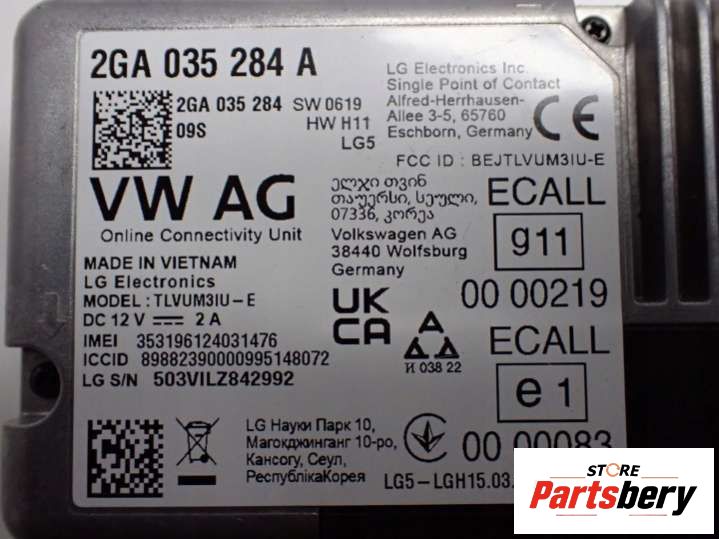 2GA 035 284 A
2GA 035 284 SW 0619
09S HW H11
LG5
VW AG
Online Connectivity Unit
MADE IN VIETNAM
LG Electronics
MODEL : TLVUM3IU-E
DC 12 V 2 A
IMEI 353196124031476
ICCID 89882390000995148072
LG S/N 503VILZ842992
LG Electronics Inc.
Single Point of Contact
Alfred-Herrhausen-
Allee 3-5, 65760
Eschborn, Germany
CE
FCC ID : BEJTLVUM3IU-E
ელჯი თვინ
თაუერსი, სეული,
07336, კორეა
Volkswagen AG
38440 Wolfsburg
Germany
UK
CA
И 038 22
ECALL
g11
00 00219
ECALL
e 1
00 00083
LG Науки Парк 10,
Магокджинганг 10-ро,
Кансогу, Сеул,
РеспублікаКорея
LG5-LGH15.03.
STORE
Partsbery